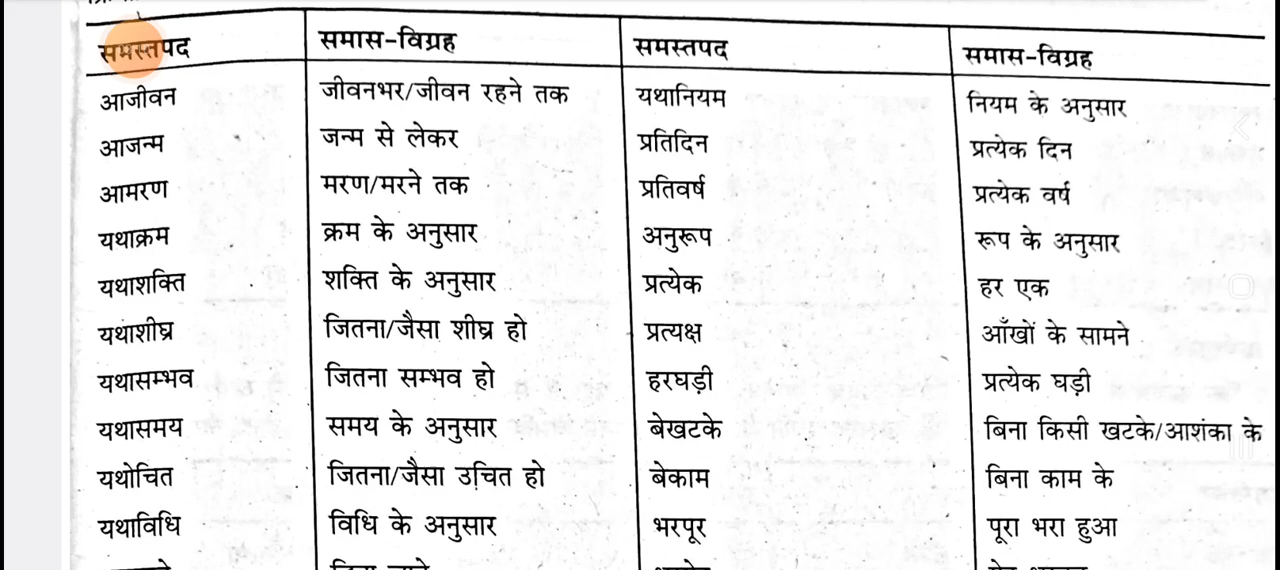 समस्तपद समास-विग्रह समस्तपद समास-विग्रह
आजीवन जीवनभर/जीवन रहने तक यथानियम नियम के अनुसार
आजन्म जन्म से लेकर प्रतिदिन प्रत्येक दिन
आमरण मरण/मरने तक प्रतिवर्ष प्रत्येक वर्ष
यथाक्रम क्रम के अनुसार अनुरूप रूप के अनुसार
यथाशक्ति शक्ति के अनुसार प्रत्येक हर एक
यथाशीघ्र जितना/जैसा शीघ्र हो प्रत्यक्ष आँखों के सामने
यथासम्भव जितना सम्भव हो हरघड़ी प्रत्येक घड़ी
यथासमय समय के अनुसार बेखटके बिना किसी खटके/आशंका के
यथोचित जितना/जैसा उचित हो बेकाम बिना काम के
यथाविधि विधि के अनुसार भरपूर पूरा भरा हुआ